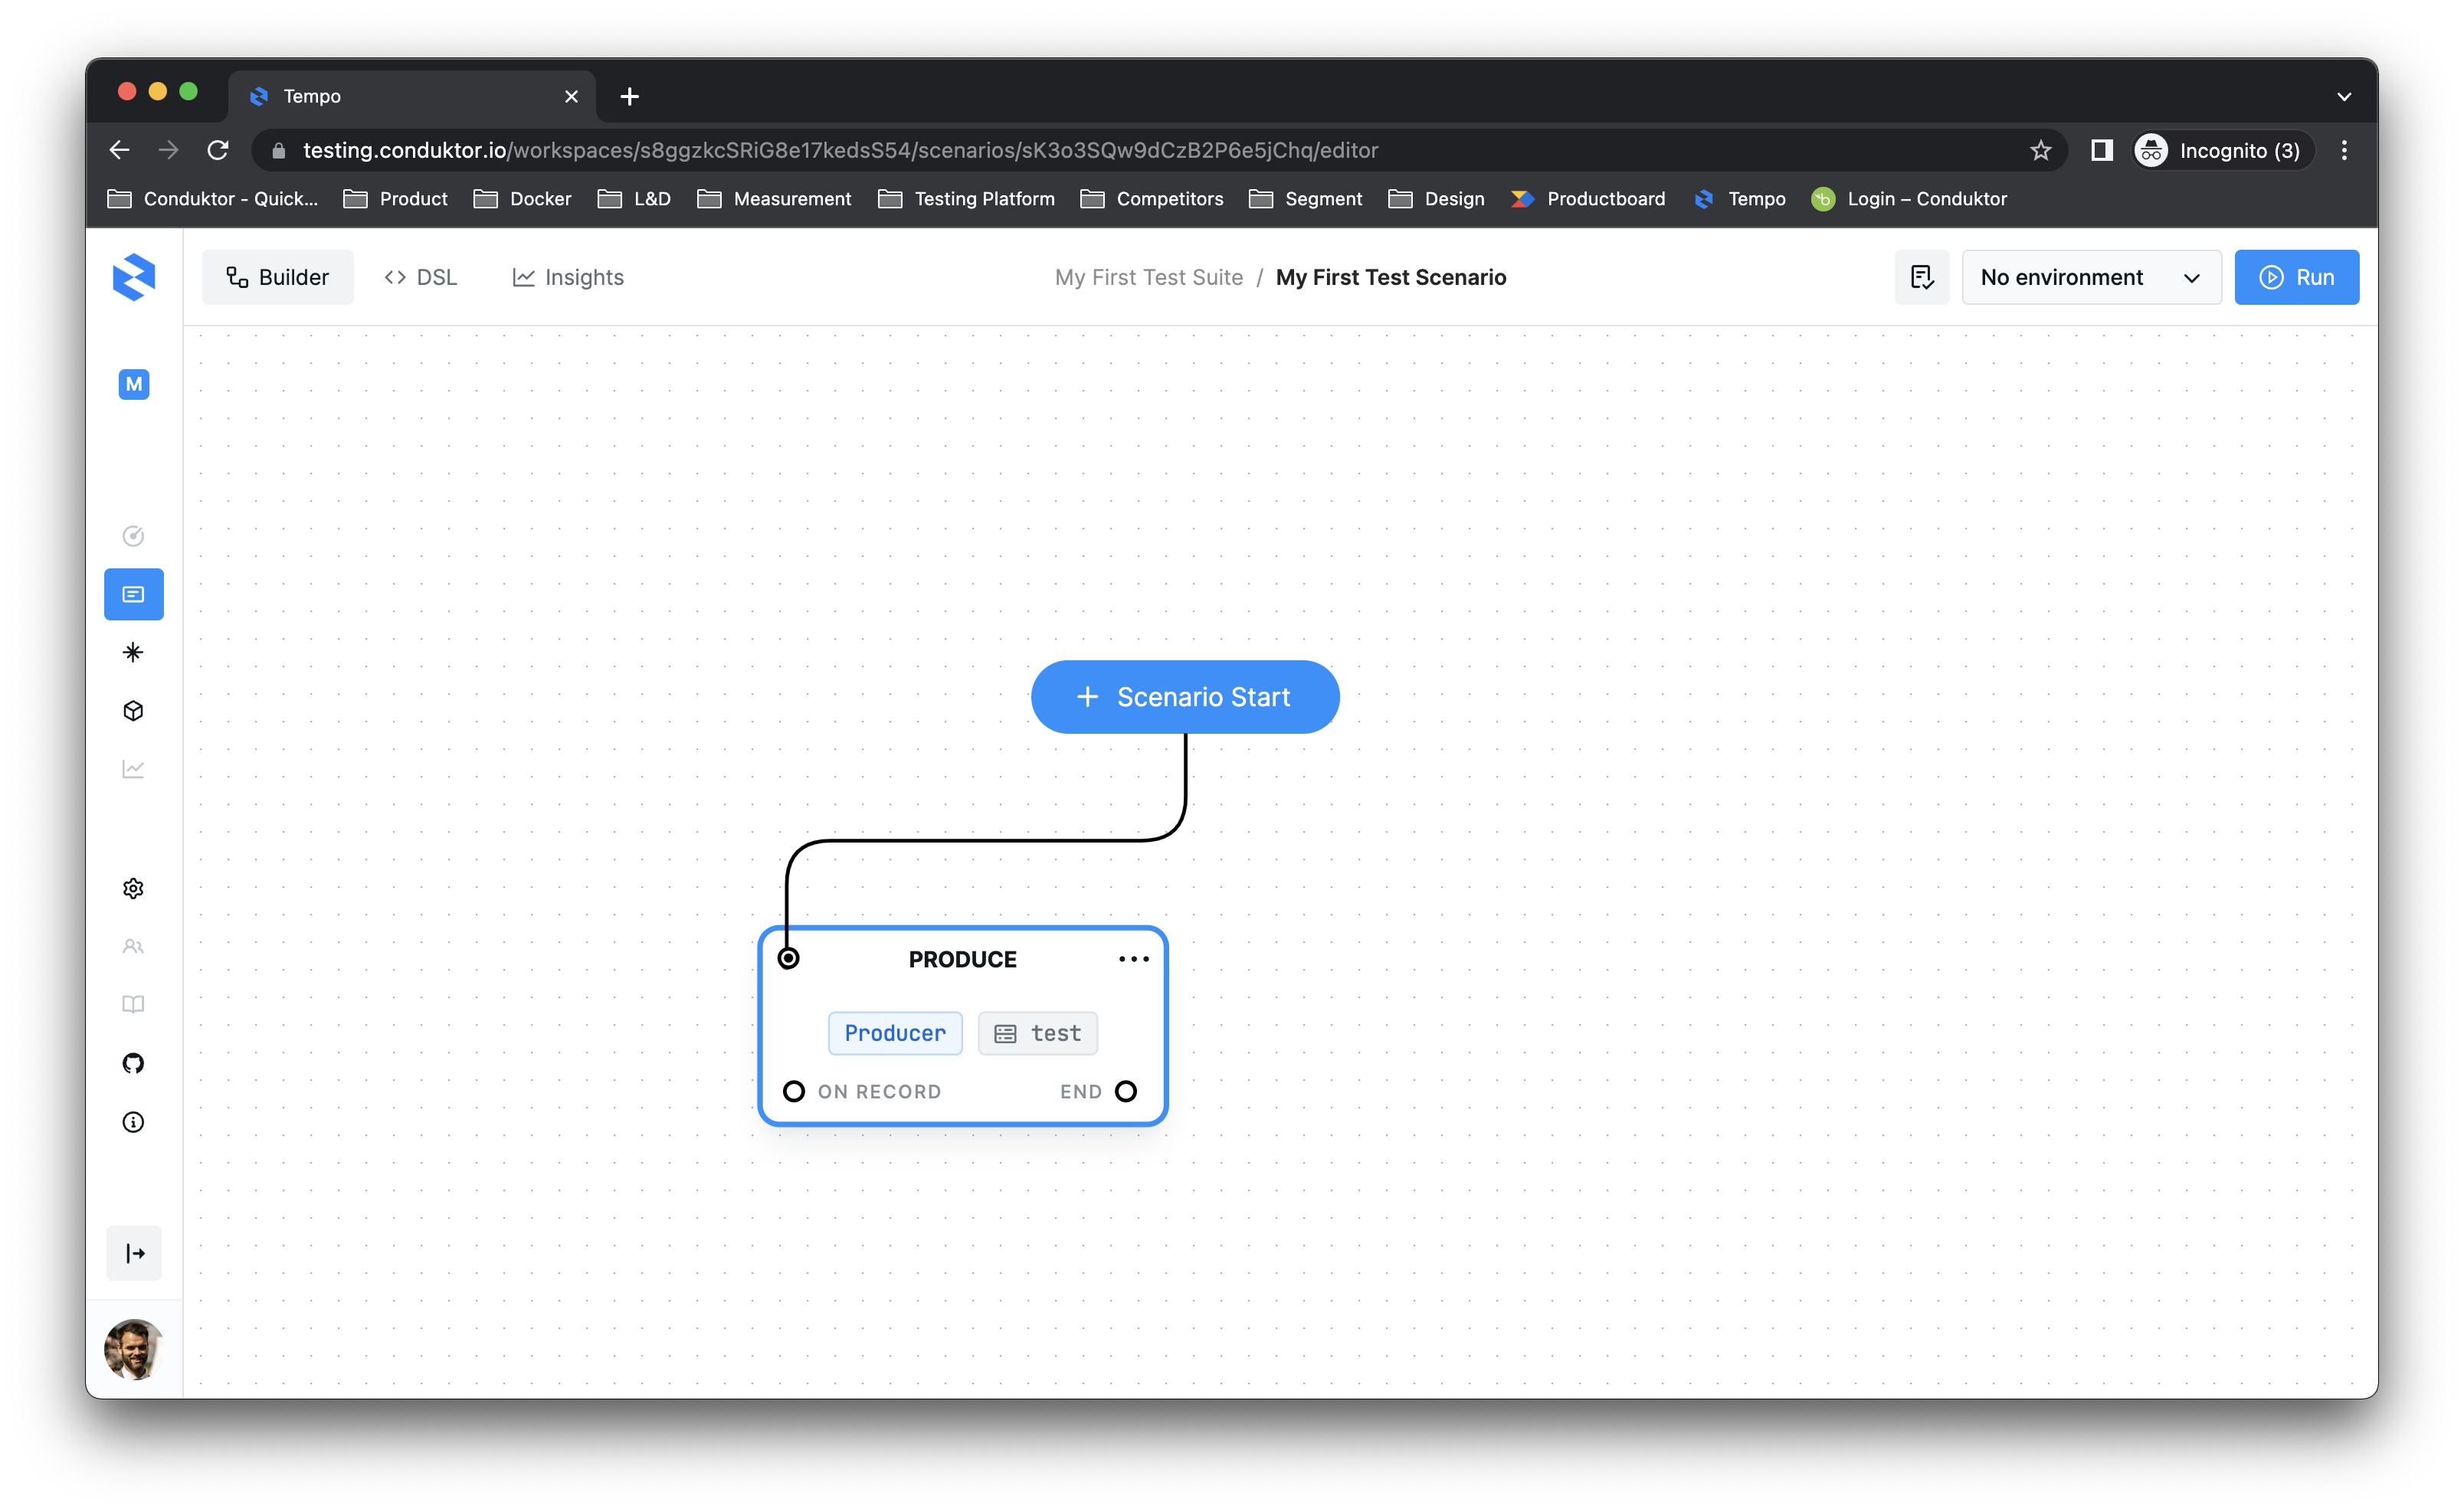 Tempo
testing.conduktor.io/workspaces/s8ggzkcSRiG8e17kedsS54/scenarios/sK3o3SQw9dCzB2P6e5jChq/editor
Incognito (3)
Conduktor - Quick... Product Docker L&D Measurement Testing Platform Competitors Segment Design Productboard Tempo Login – Conduktor
Builder DSL Insights My First Test Suite / My First Test Scenario No environment Run
M
+ Scenario Start
PRODUCE
Producer test
ON RECORD END